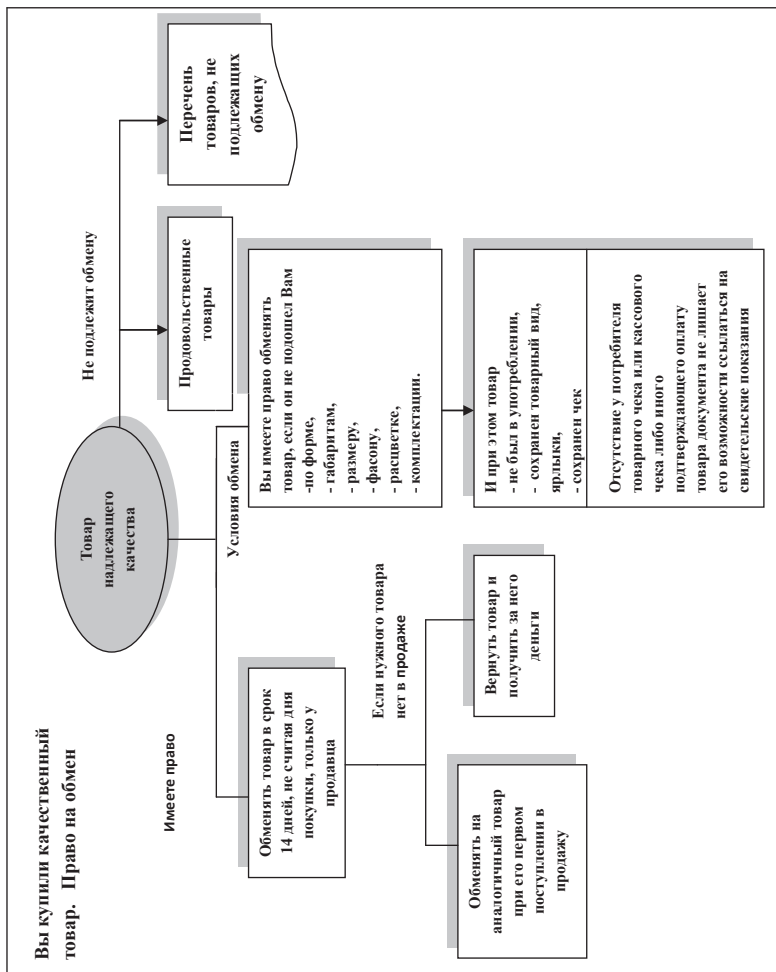 Вы купили качественный
товар.  Право на обмен
Товар
надлежащего
качества
Имеете право
Условия обмена
Не подлежит обмену
Обменять товар в срок
14 дней, не считая дня
покупки, только у
продавца
Если нужного товара
нет в продаже
Обменять на
аналогичный товар
при его первом
поступлении в
продажу
Вернуть товар и
получить за него
деньги
Вы имеете право обменять
товар, если он не подошел Вам
-по форме,
- габаритам,
- размеру,
- фасону,
- расцветке,
- комплектации.
И при этом товар
- не был в употреблении,
- сохранен товарный вид,
ярлыки,
- сохранен чек
Отсутствие у потребителя
товарного чека или кассового
чека либо иного
подтверждающего оплату
товара документа не лишает
его возможности ссылаться на
свидетельские показания
Продовольственные
товары
Перечень
товаров, не
подлежащих
обмену